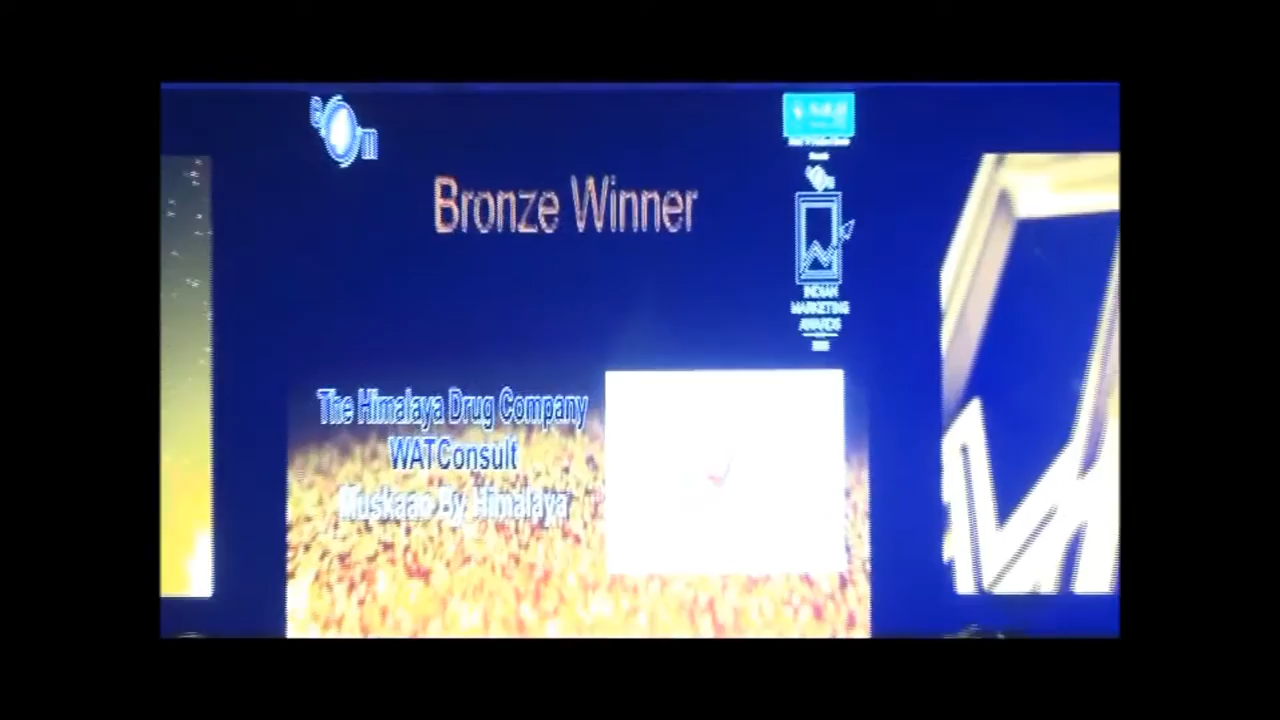 Bronze Winner
INDIAN
MARKETING
AWARDS
The Himalaya Drug Company
WATConsult
Muskaan By Himalaya